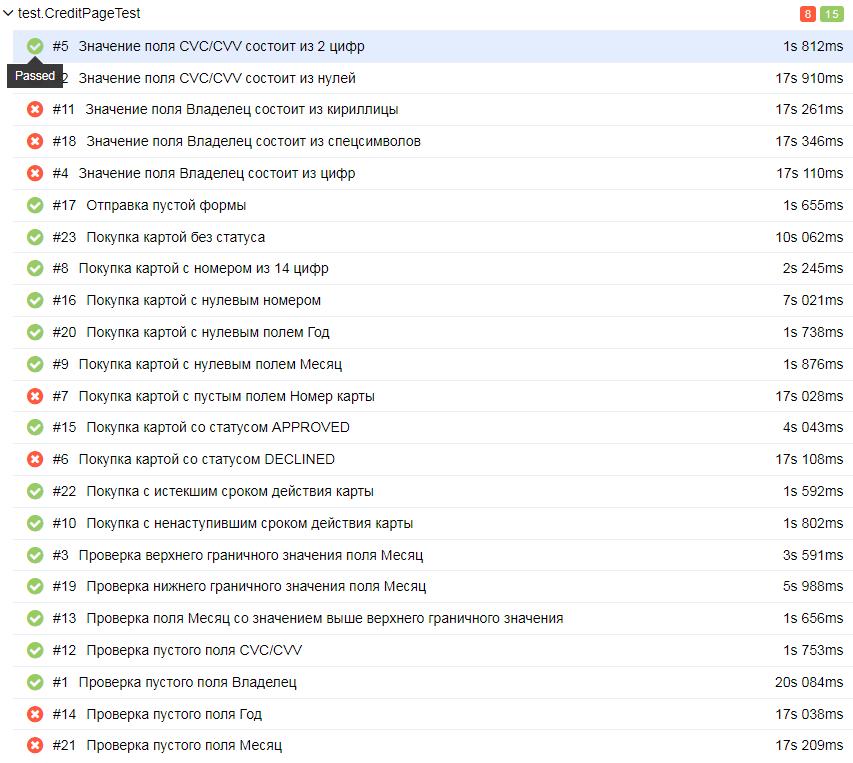 test.CreditPageTest 8 15
#5 Значение поля CVC/CVV состоит из 2 цифр 1s 812ms
Passed 2 Значение поля CVC/CVV состоит из нулей 17s 910ms
#11 Значение поля Владелец состоит из кириллицы 17s 261ms
#18 Значение поля Владелец состоит из спецсимволов 17s 346ms
#4 Значение поля Владелец состоит из цифр 17s 110ms
#17 Отправка пустой формы 1s 655ms
#23 Покупка картой без статуса 10s 062ms
#8 Покупка картой с номером из 14 цифр 2s 245ms
#16 Покупка картой с нулевым номером 7s 021ms
#20 Покупка картой с нулевым полем Год 1s 738ms
#9 Покупка картой с нулевым полем Месяц 1s 876ms
#7 Покупка картой с пустым полем Номер карты 17s 028ms
#15 Покупка картой со статусом APPROVED 4s 043ms
#6 Покупка картой со статусом DECLINED 17s 108ms
#22 Покупка с истекшим сроком действия карты 1s 592ms
#10 Покупка с ненаступившим сроком действия карты 1s 802ms
#3 Проверка верхнего граничного значения поля Месяц 3s 591ms
#19 Проверка нижнего граничного значения поля Месяц 5s 988ms
#13 Проверка поля Месяц со значением выше верхнего граничного значения 1s 656ms
#12 Проверка пустого поля CVC/CVV 1s 753ms
#1 Проверка пустого поля Владелец 20s 084ms
#14 Проверка пустого поля Год 17s 038ms
#21 Проверка пустого поля Месяц 17s 209ms